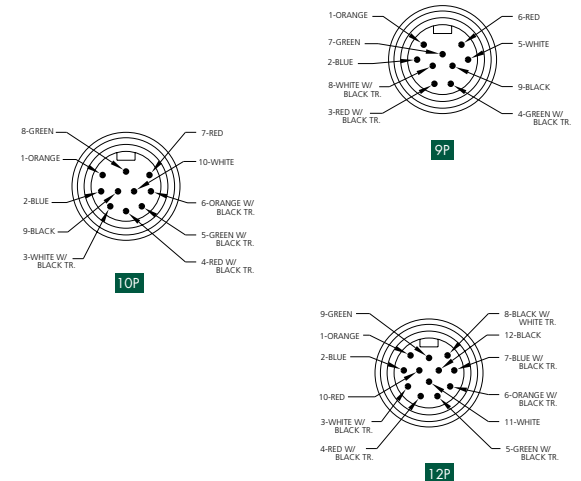 1-ORANGE
6-RED
7-GREEN
5-WHITE
2-BLUE
8-WHITE W/
BLACK TR.
9-BLACK
3-RED W/
BLACK TR.
4-GREEN W/
BLACK TR.
9P
8-GREEN
7-RED
1-ORANGE
10-WHITE
2-BLUE
6-ORANGE W/
BLACK TR.
9-BLACK
5-GREEN W/
BLACK TR.
3-WHITE W/
BLACK TR.
4-RED W/
BLACK TR.
10P
9-GREEN
8-BLACK W/
WHITE TR.
1-ORANGE
12-BLACK
2-BLUE
7-BLUE W/
BLACK TR.
10-RED
6-ORANGE W/
BLACK TR.
3-WHITE W/
BLACK TR.
11-WHITE
4-RED W/
BLACK TR.
5-GREEN W/
BLACK TR.
12P